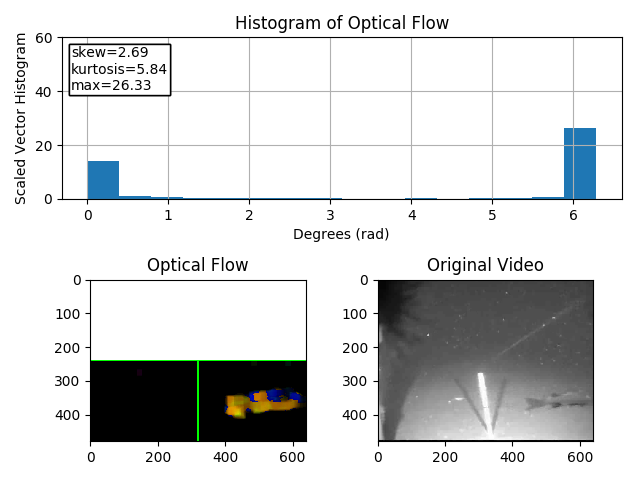 Histogram of Optical Flow
Scaled Vector Histogram
60
40
20
0
skew=2.69
kurtosis=5.84
max=26.33
0 1 2 3 4 5 6
Degrees (rad)
Optical Flow
0
100
200
300
400
0 200 400 600
Original Video
0
100
200
300
400
0 200 400 600